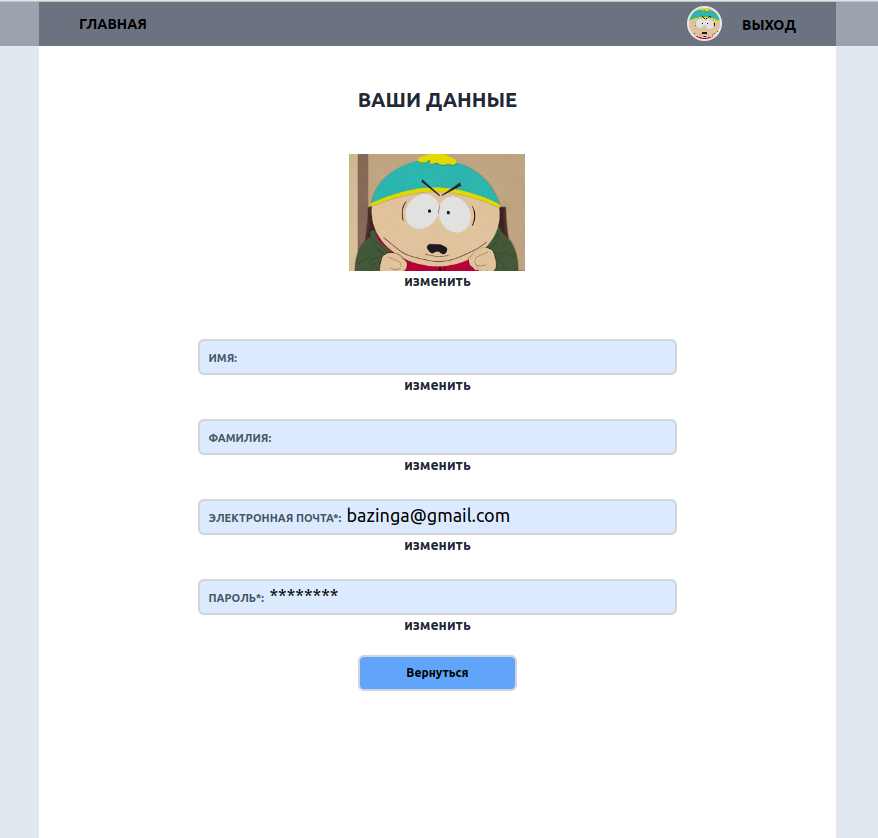 ГЛАВНАЯ ВЫХОД
ВАШИ ДАННЫЕ
изменить
ИМЯ:
изменить
ФАМИЛИЯ:
изменить
ЭЛЕКТРОННАЯ ПОЧТА*: bazinga@gmail.com
изменить
ПАРОЛЬ*: ********
изменить
Вернуться